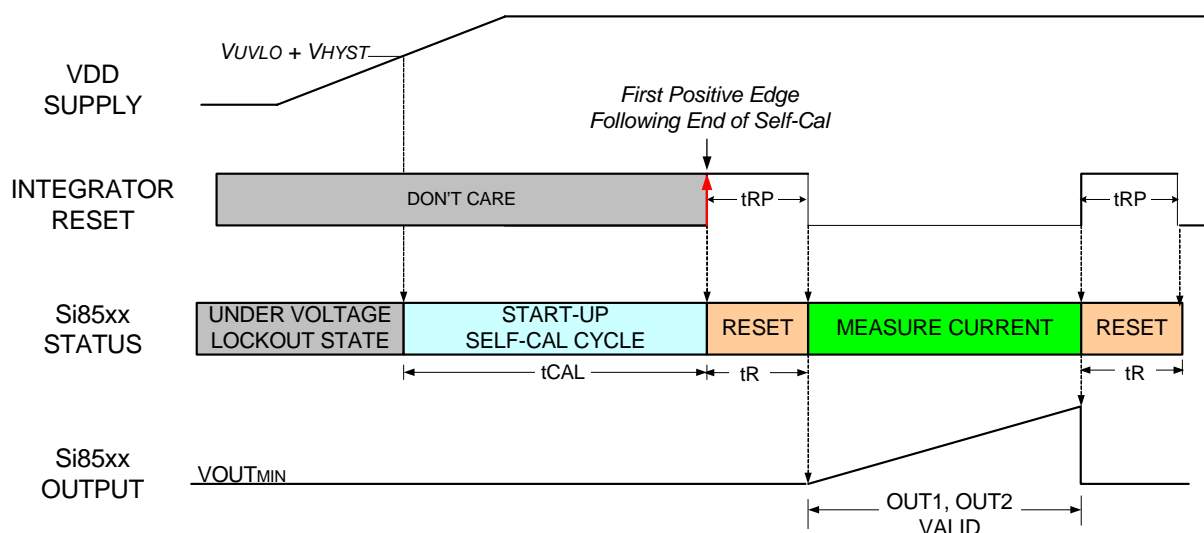 VUVLO + VHYST
VDD
SUPPLY
First Positive Edge
Following End of Self-Cal
INTEGRATOR
RESET
DON'T CARE
tRP
tRP
Si85xx
STATUS
UNDER VOLTAGE
LOCKOUT STATE
START-UP
SELF-CAL CYCLE
RESET
MEASURE CURRENT
RESET
tCAL
tR
tR
Si85xx
OUTPUT
VOUTMIN
OUT1, OUT2
VALID